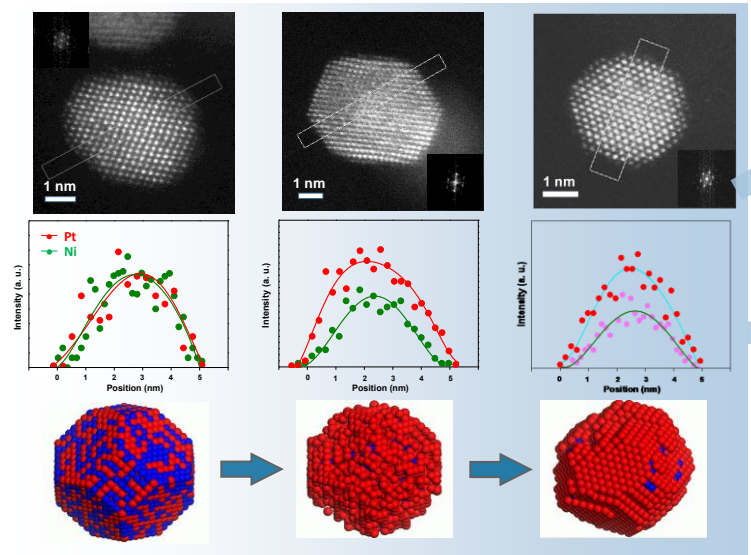 1 nm
1 nm
1 nm
Pt
Ni
Intensity (a. u.)
0 1 2 3 4 5
Position (nm)
Intensity (a. u.)
0 1 2 3 4 5
Position (nm)
Intensity (a. u.)
0 1 2 3 4 5
Position (nm)